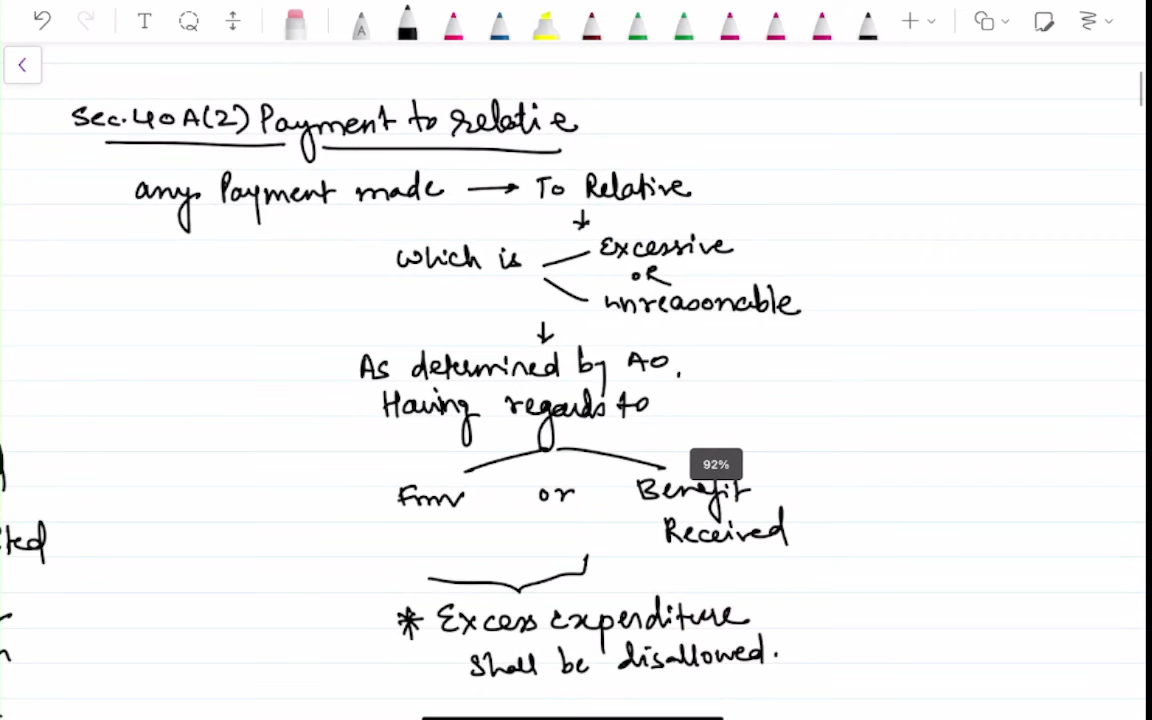 Sec.40A(2) Payment to relatie
any Payment made → To Relative
↓
which is Excessive
OR
unreasonable
↓
As determined by AO.
Having regards to
92%
FMV or Benefit
Received
ted
* Excess expenditure
shall be disallowed.